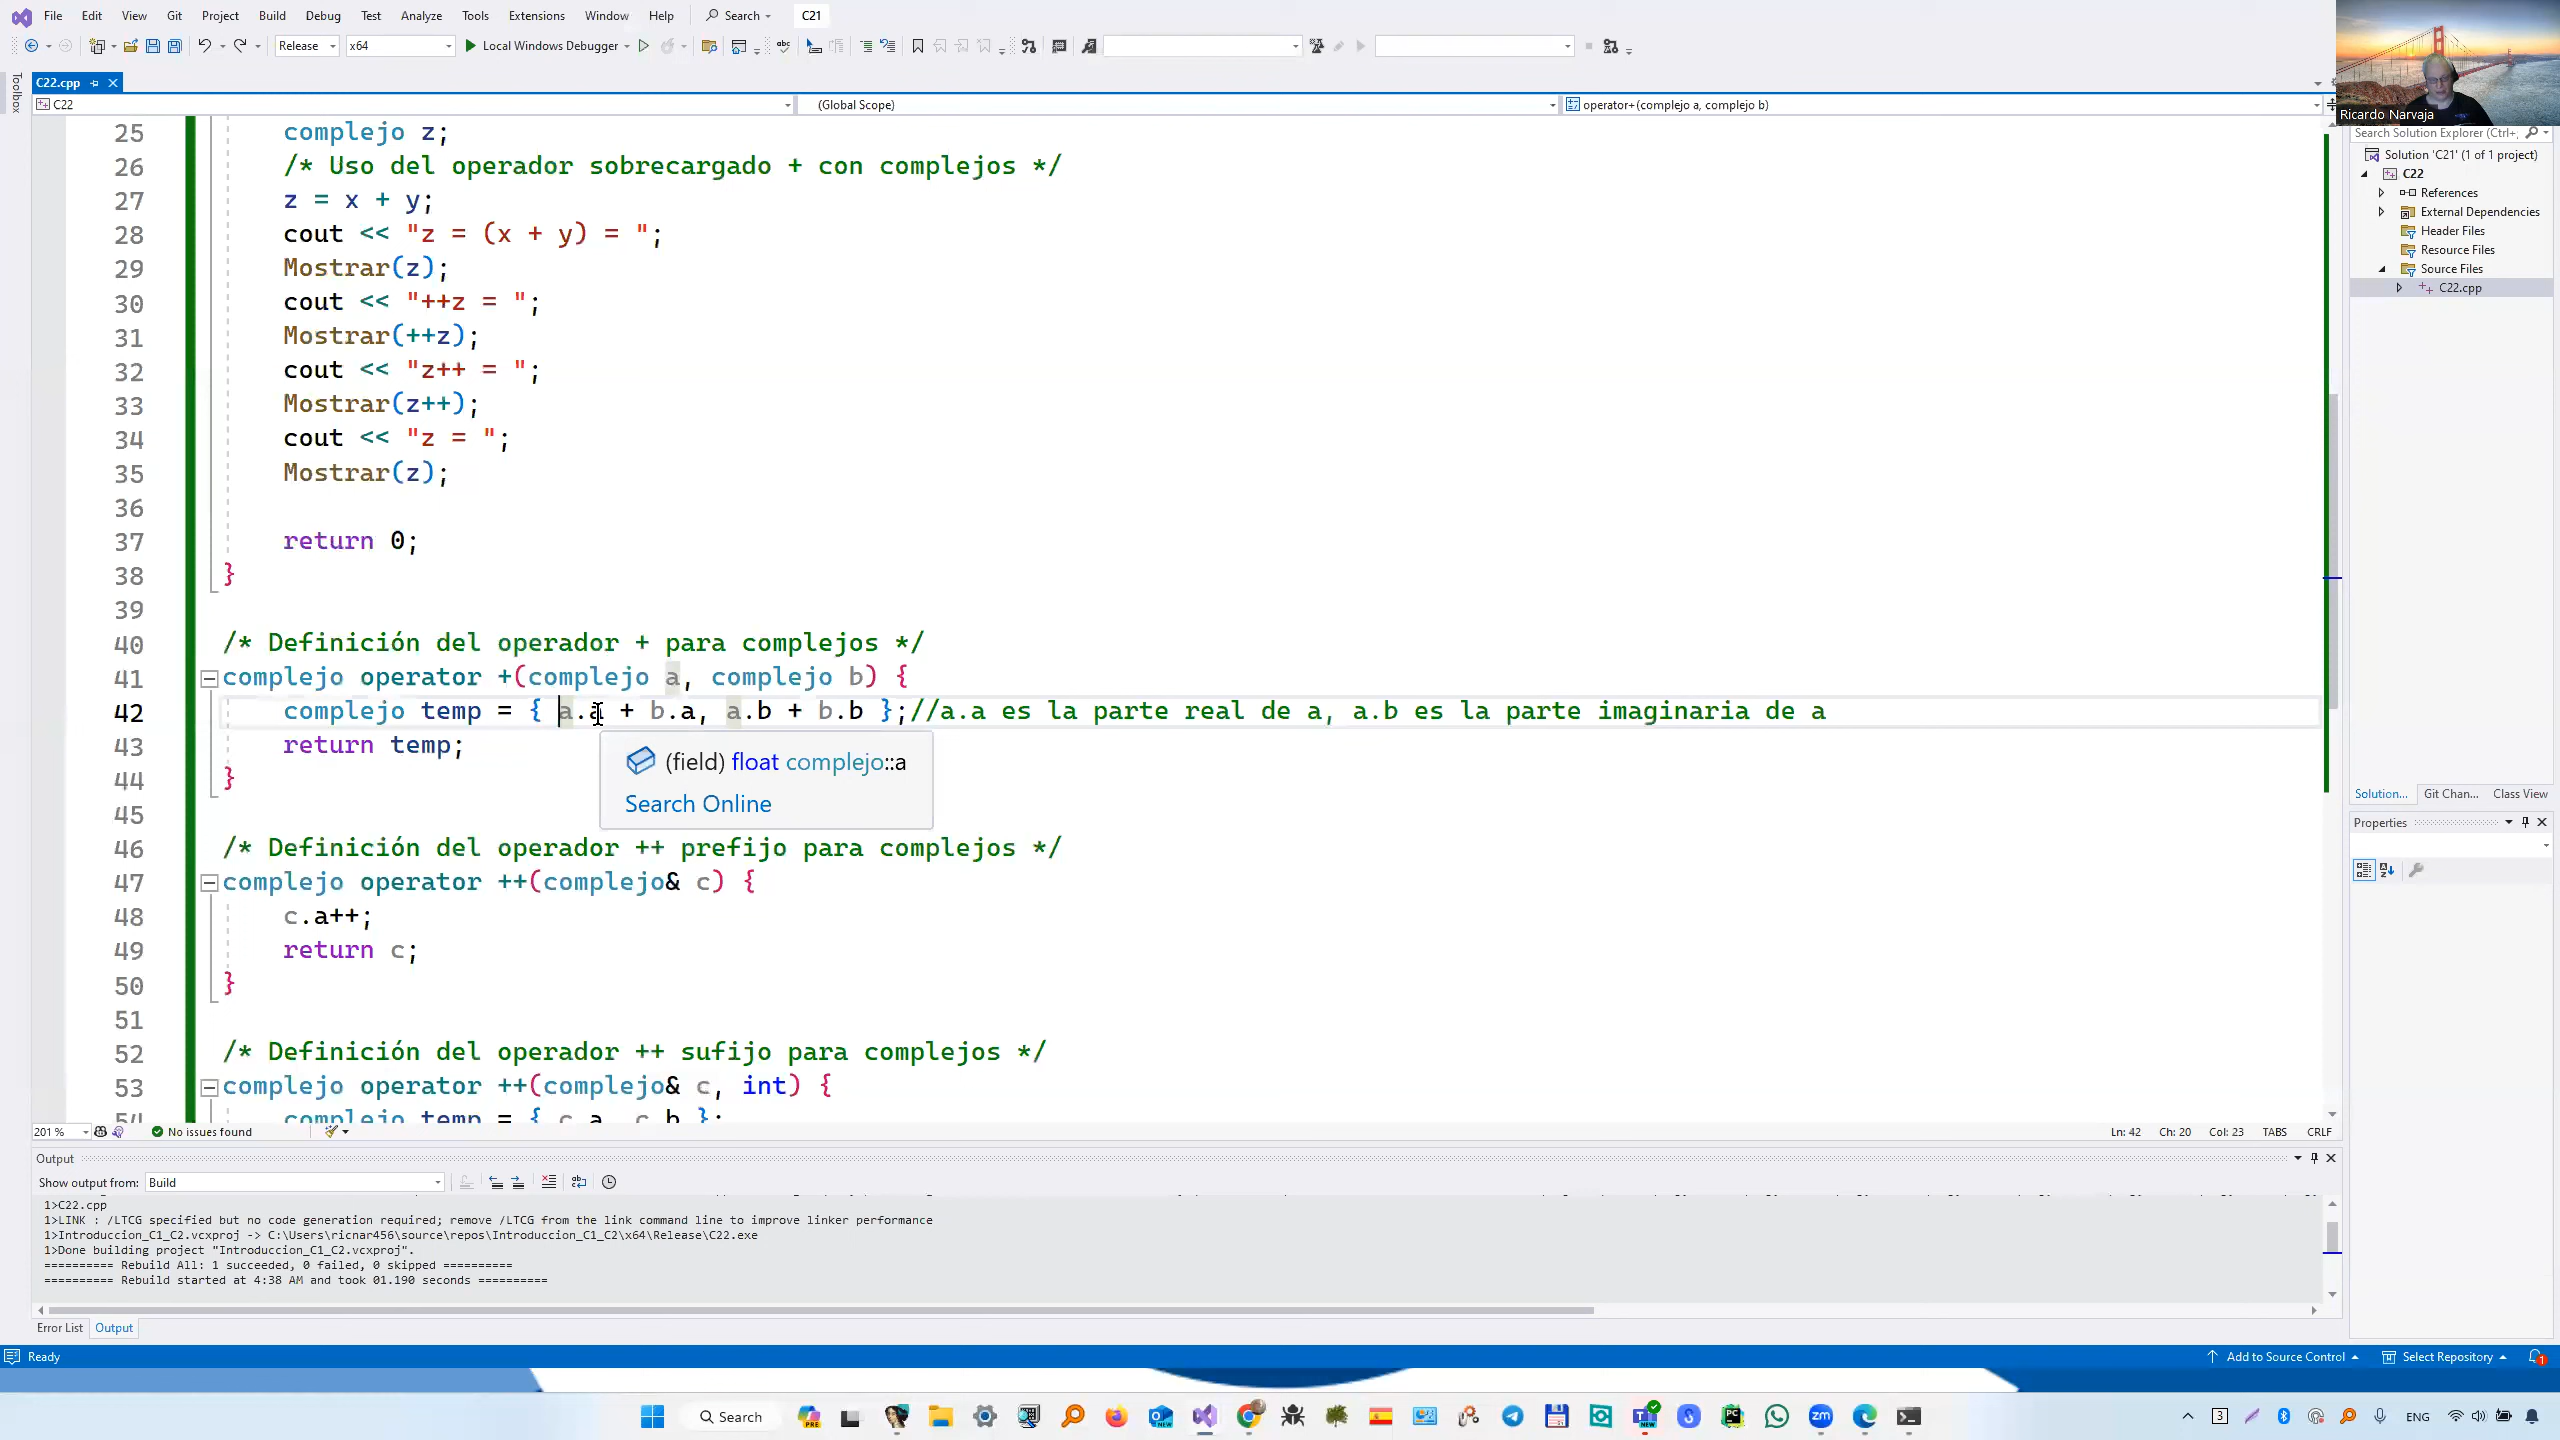 File Edit View Git Project Build Debug Test Analyze Tools Extensions Window Help Search C21
Release x64 Local Windows Debugger
C22.cpp
C22 (Global Scope) operator+(complejo a, complejo b)
Toolbox
Ricardo Narvaja
25 complejo z;
26 /* Uso del operador sobrecargado + con complejos */
27 z = x + y;
28 cout << "z = (x + y) = ";
29 Mostrar(z);
30 cout << "++z = ";
31 Mostrar(++z);
32 cout << "z++ = ";
33 Mostrar(z++);
34 cout << "z = ";
35 Mostrar(z);
36
37 return 0;
38 }
39
40 /* Definición del operador + para complejos */
41 complejo operator +(complejo a, complejo b) {
42 complejo temp = { a.a + b.a, a.b + b.b };//a.a es la parte real de a, a.b es la parte imaginaria de a
43 return temp;
44 }
(field) float complejo::a
Search Online
45
46 /* Definición del operador ++ prefijo para complejos */
47 complejo operator ++(complejo& c) {
48 c.a++;
49 return c;
50 }
51
52 /* Definición del operador ++ sufijo para complejos */
53 complejo operator ++(complejo& c, int) {
54 complejo temp = { c.a, c.b };
201 % No issues found Ln: 42 Ch: 20 Col: 23 TABS CRLF
Output
Show output from: Build
1>C22.cpp
1>LINK : /LTCG specified but no code generation required; remove /LTCG from the link command line to improve linker performance
1>Introduccion_C1_C2.vcxproj -> C:\Users\ricnar456\source\repos\Introduccion_C1_C2\x64\Release\C22.exe
1>Done building project "Introduccion_C1_C2.vcxproj".
========== Rebuild All: 1 succeeded, 0 failed, 0 skipped ==========
========== Rebuild started at 4:38 AM and took 01.190 seconds ==========
Error List Output
Search Solution Explorer (Ctrl+;
Solution 'C21' (1 of 1 project)
C22
References
External Dependencies
Header Files
Resource Files
Source Files
C22.cpp
Solution... Git Chan... Class View
Properties
Ready Add to Source Control Select Repository 1
Search ENG